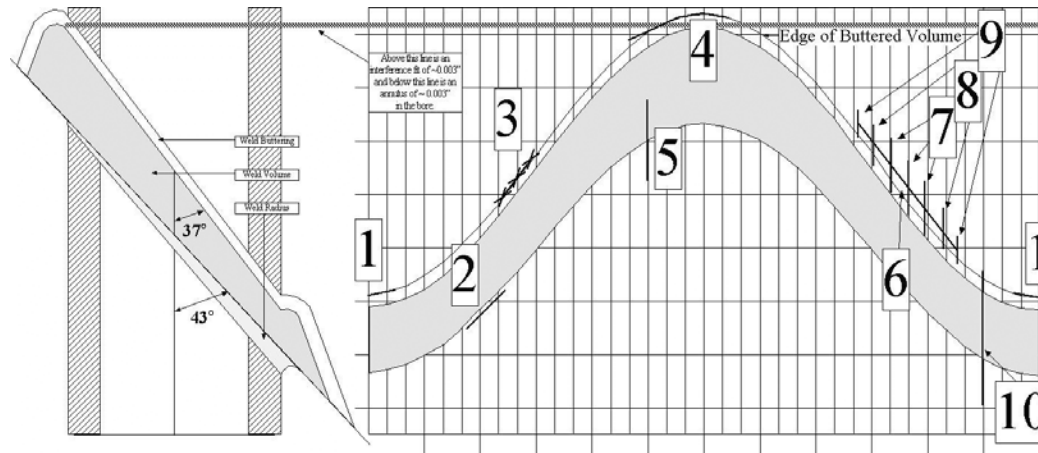 Above this line is an
interference fit of ~0.003"
and below this line is an
annulus of ~ 0.003"
in the bore.
Weld Buttering
Weld Volume
Weld Radius
37°
43°
Edge of Buttered Volume
1
2
3
4
5
6
7
8
9
10
1